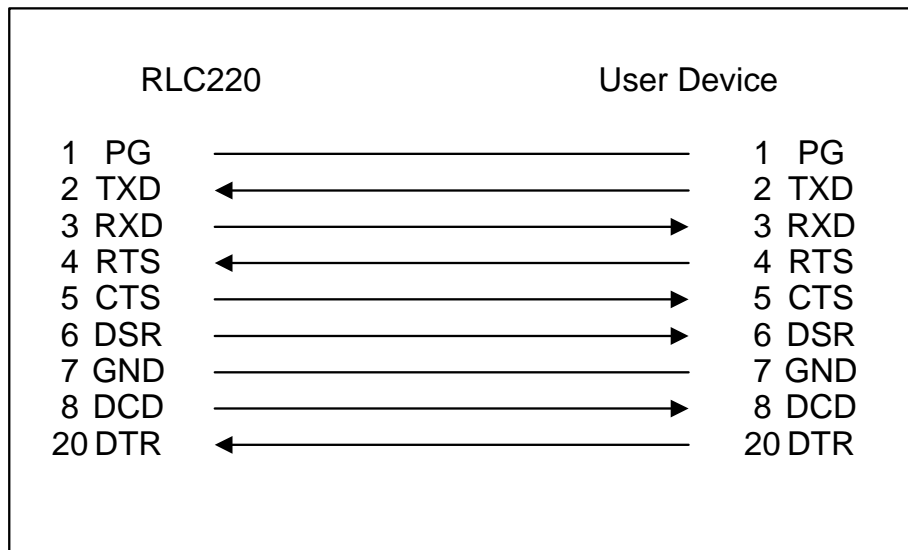 RLC220 User Device
1 PG 1 PG
2 TXD 2 TXD
3 RXD 3 RXD
4 RTS 4 RTS
5 CTS 5 CTS
6 DSR 6 DSR
7 GND 7 GND
8 DCD 8 DCD
20 DTR 20 DTR